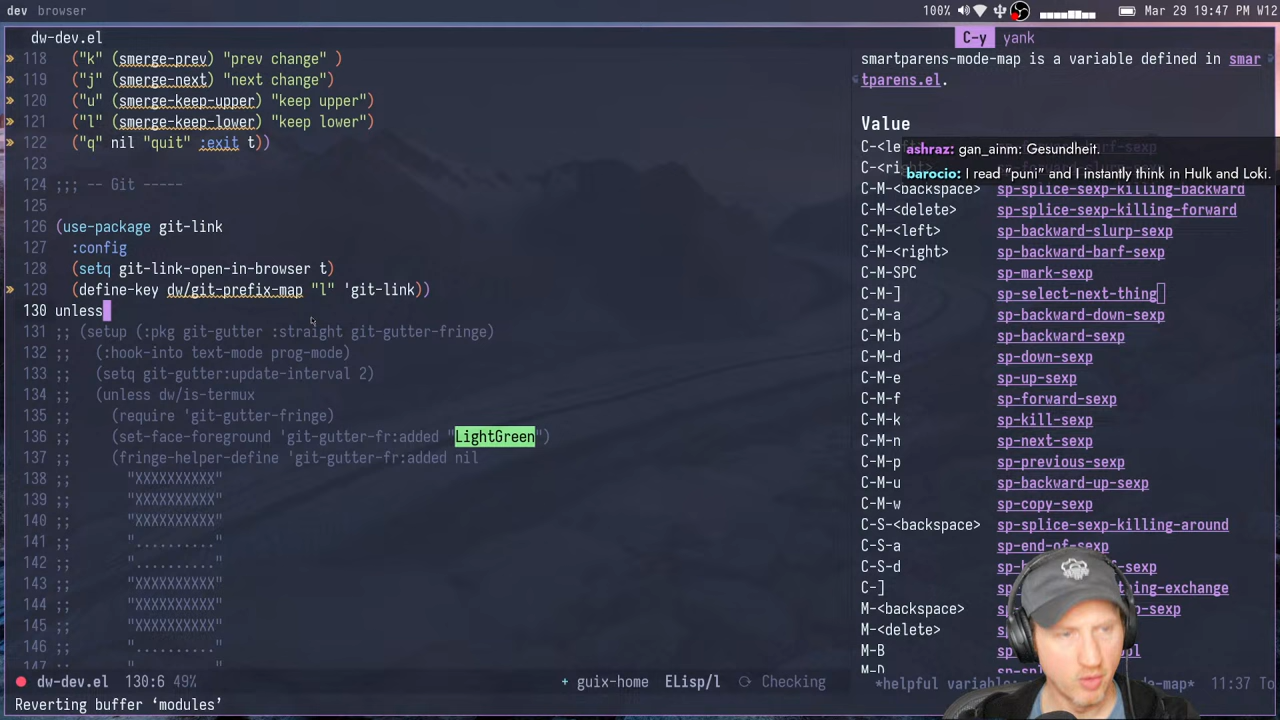 dev browser
100% Mar 29 19:47 PM W12
dw-dev.el
118 ("k" (smerge-prev) "prev change" )
» 119 ("j" (smerge-next) "next change")
» 120 ("u" (smerge-keep-upper) "keep upper")
» 121 ("l" (smerge-keep-lower) "keep lower")
» 122 ("q" nil "quit" :exit t))
123
124 ;;; -- Git -----
125
126 (use-package git-link
127 :config
128 (setq git-link-open-in-browser t)
» 129 (define-key dw/git-prefix-map "l" 'git-link))
130 unless
131 ;; (setup (:pkg git-gutter :straight git-gutter-fringe)
132 ;; (:hook-into text-mode prog-mode)
133 ;; (setq git-gutter:update-interval 2)
134 ;; (unless dw/is-termux
135 ;; (require 'git-gutter-fringe)
136 ;; (set-face-foreground 'git-gutter-fr:added "LightGreen")
137 ;; (fringe-helper-define 'git-gutter-fr:added nil
138 ;; "XXXXXXXXXX"
139 ;; "XXXXXXXXXX"
140 ;; "XXXXXXXXXX"
141 ;; ".........."
142 ;; ".........."
143 ;; "XXXXXXXXXX"
144 ;; "XXXXXXXXXX"
145 ;; "XXXXXXXXXX"
146 ;; ".........."
dw-dev.el 130:6 49% + guix-home ELisp/l Checking
Reverting buffer ‘modules’
C-y yank
smartparens-mode-map is a variable defined in smar
tparens.el.
Value
ashraz: gan_ainm: Gesundheit.
barocio: I read "puni" and I instantly think in Hulk and Loki.
C-M-<backspace> sp-splice-sexp-killing-backward
C-M-<delete> sp-splice-sexp-killing-forward
C-M-<left> sp-backward-slurp-sexp
C-M-<right> sp-backward-barf-sexp
C-M-SPC sp-mark-sexp
C-M-] sp-select-next-thing
C-M-a sp-backward-down-sexp
C-M-b sp-backward-sexp
C-M-d sp-down-sexp
C-M-e sp-up-sexp
C-M-f sp-forward-sexp
C-M-k sp-kill-sexp
C-M-n sp-next-sexp
C-M-p sp-previous-sexp
C-M-u sp-backward-up-sexp
C-M-w sp-copy-sexp
C-S-<backspace> sp-splice-sexp-killing-around
C-S-a sp-end-of-sexp
C-S-d
C-]
M-<backspace>
M-<delete>
M-B
*helpful variable: 11:37 To